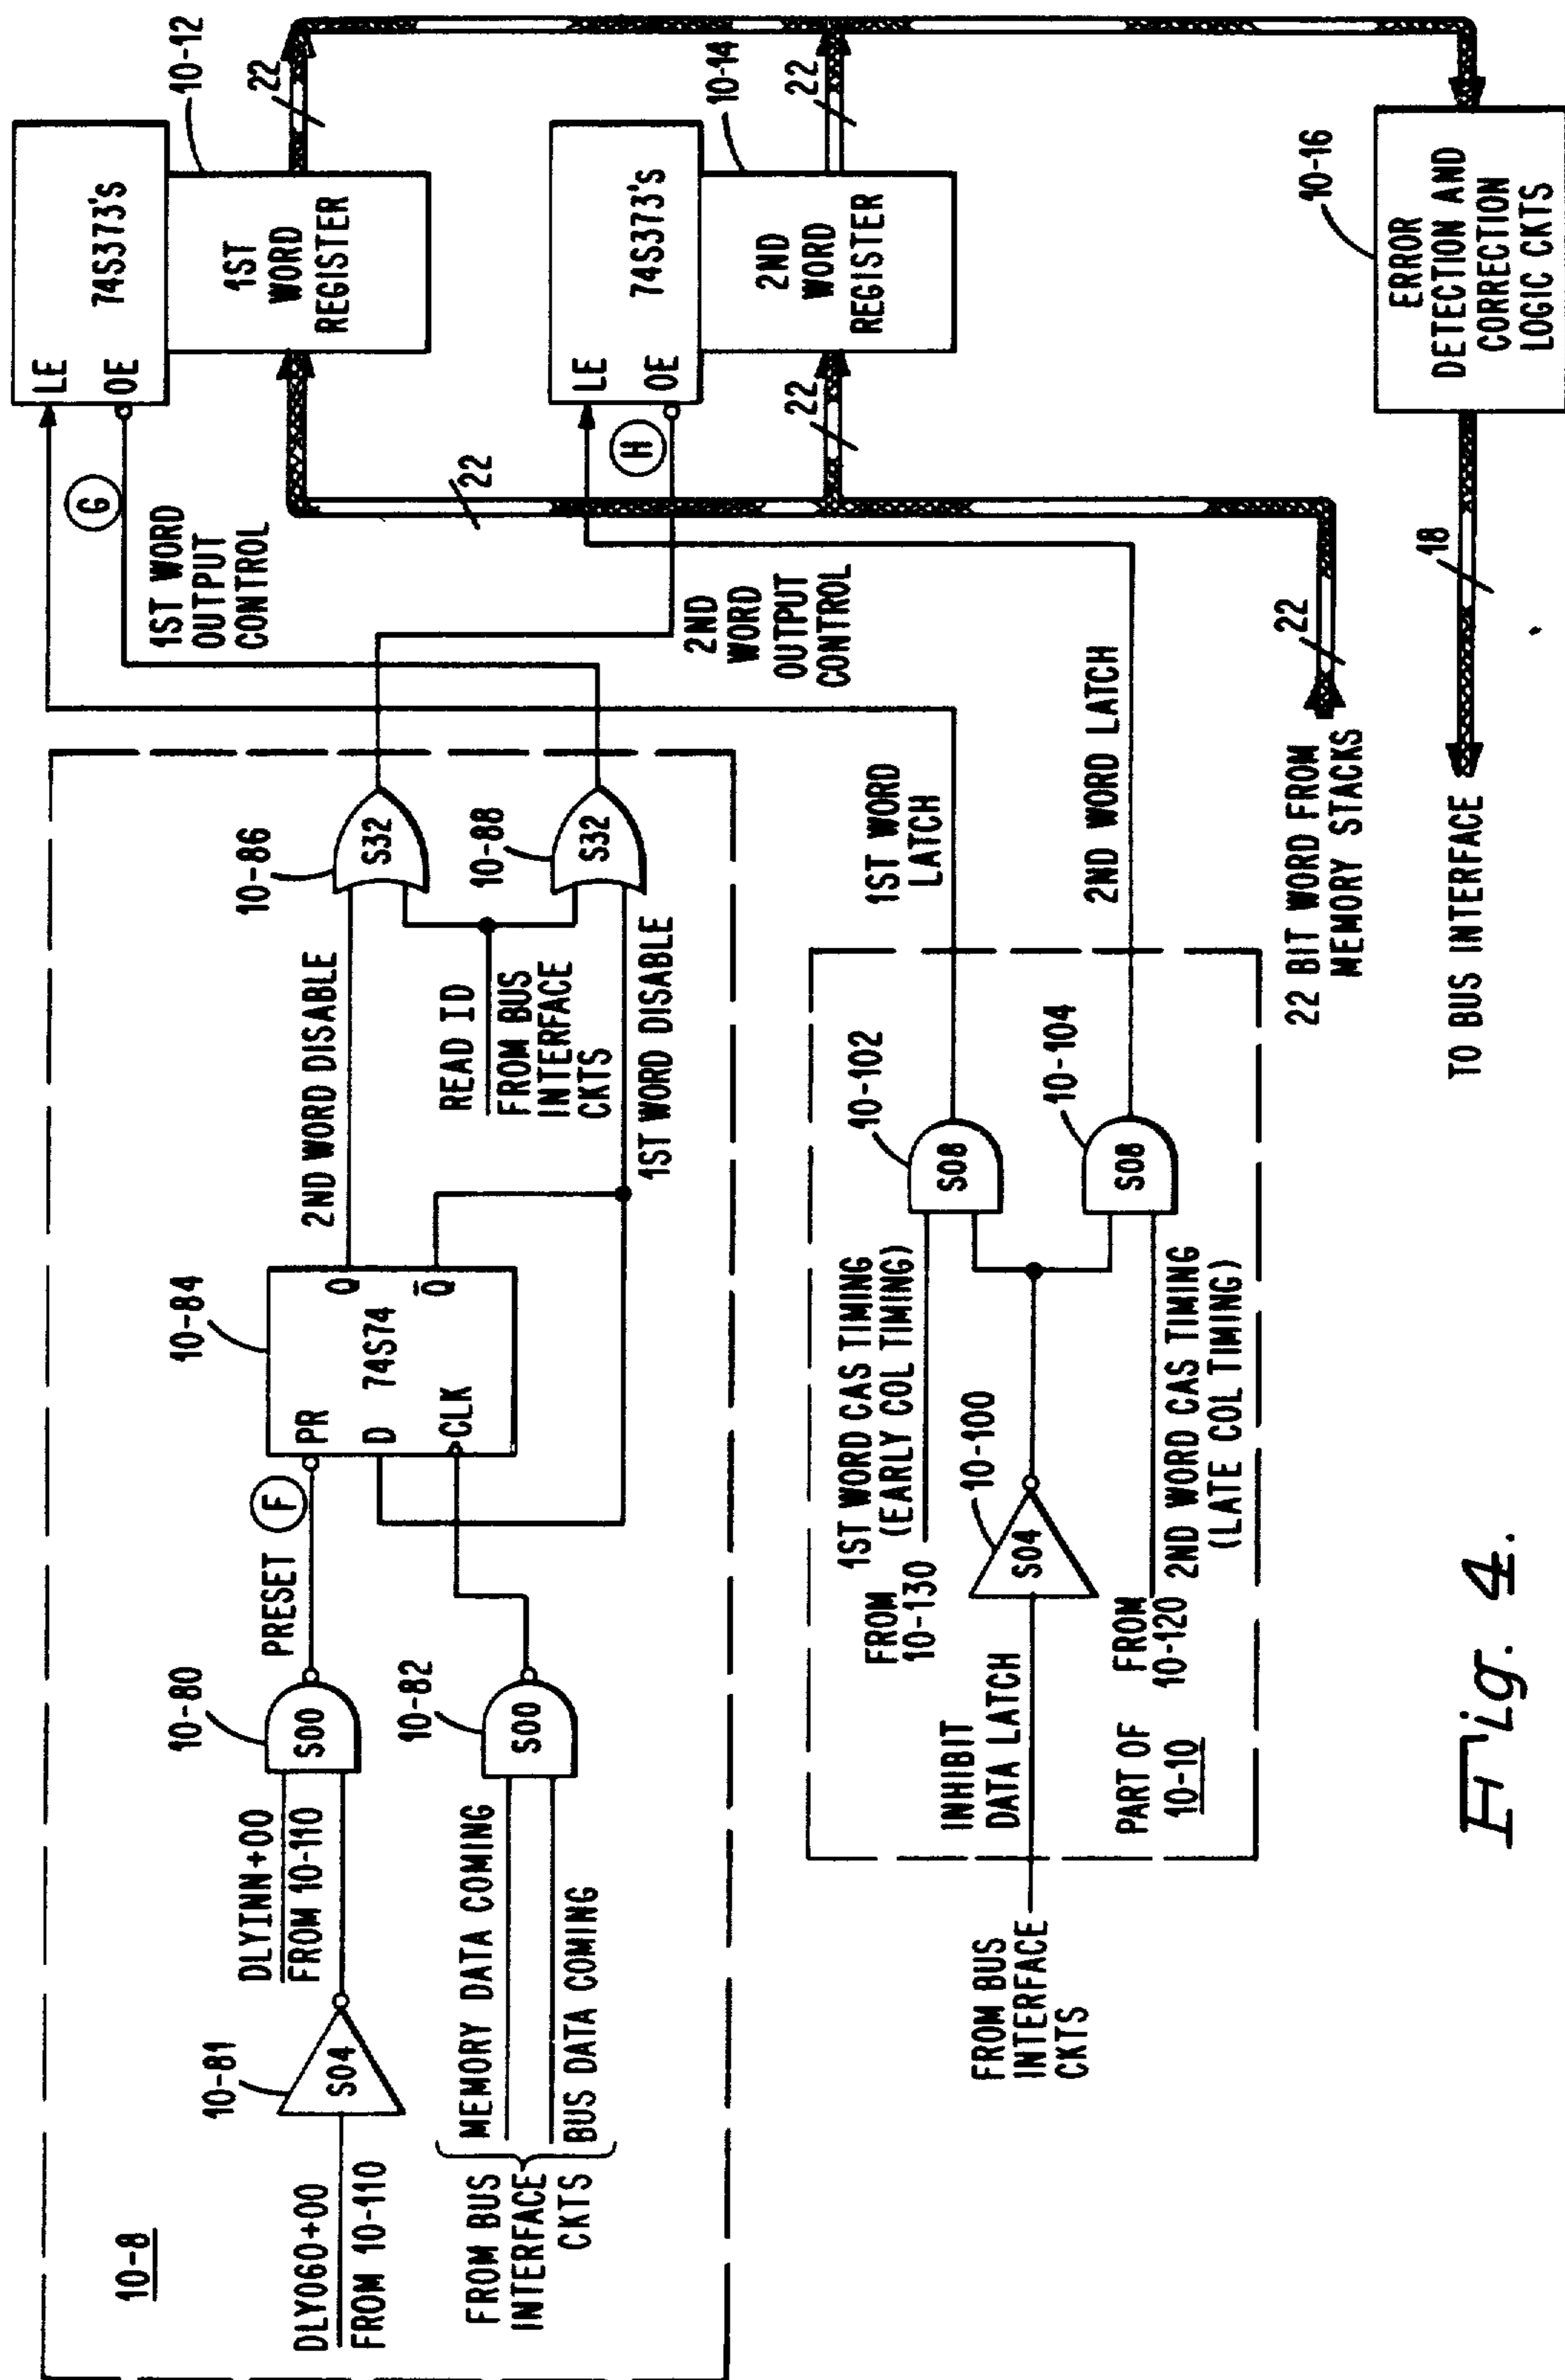 10-8
DLY060+00
FROM 10-110
10-81
S04
DLYINN+00
FROM 10-110
10-80
S00
PRESET
F
10-84
PR
Q
D
74S74
Q̄
CLK
FROM BUS
INTERFACE
CKTS
MEMORY DATA COMING
BUS DATA COMING
10-82
S00
2ND WORD DISABLE
10-86
S32
READ ID
FROM BUS
INTERFACE
CKTS
10-88
S32
1ST WORD DISABLE
1ST WORD
OUTPUT
CONTROL
G
LE
OE
74S373's
1ST
WORD
REGISTER
10-12
22
22
2ND
WORD
OUTPUT
CONTROL
H
LE
OE
74S373's
2ND
WORD
REGISTER
10-14
22
22
FROM BUS
INTERFACE
CKTS
INHIBIT
DATA LATCH
PART OF
10-10
FROM
10-130
1ST WORD CAS TIMING
(EARLY COL TIMING)
10-100
S04
FROM
10-120
2ND WORD CAS TIMING
(LATE COL TIMING)
10-102
S08
10-104
S08
1ST WORD
LATCH
2ND WORD LATCH
22 BIT WORD FROM
MEMORY STACKS
22
TO BUS INTERFACE
18
ERROR
DETECTION AND
CORRECTION
LOGIC CKTS
10-16
Fig. 4.